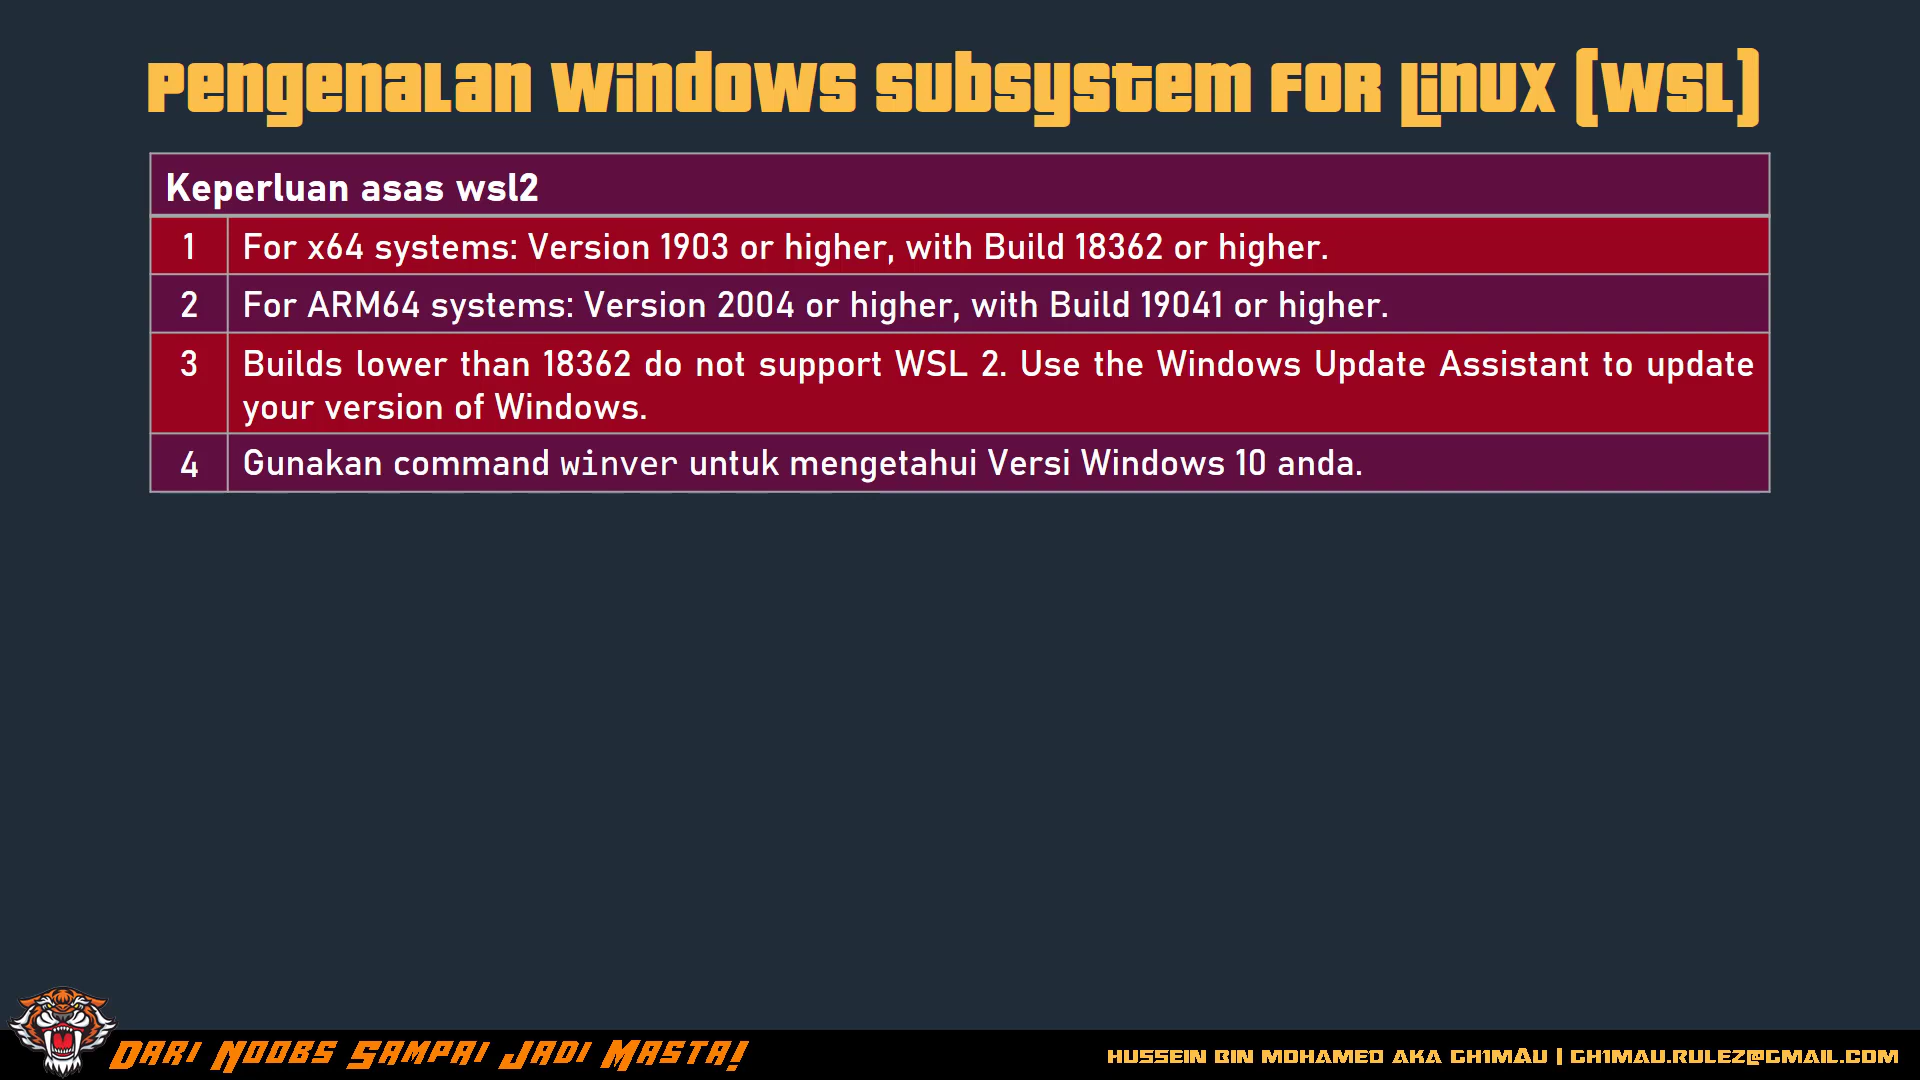 Pengenalan Windows Subsystem for Linux (WSL)
Keperluan asas wsl2
1 For x64 systems: Version 1903 or higher, with Build 18362 or higher.
2 For ARM64 systems: Version 2004 or higher, with Build 19041 or higher.
3 Builds lower than 18362 do not support WSL 2. Use the Windows Update Assistant to update
your version of Windows.
4 Gunakan command winver untuk mengetahui Versi Windows 10 anda.
Dari Noobs Sampai Jadi Masta!
Hussein bin Mohamed aka gh1mau | gh1mau.rulez@gmail.com